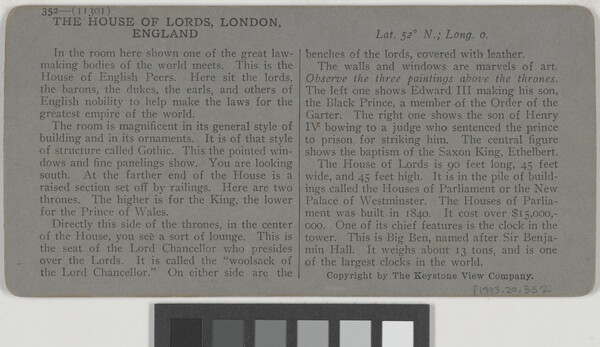 352—(11301)
THE HOUSE OF LORDS, LONDON,
ENGLAND
In the room here shown one of the great law-
making bodies of the world meets. This is the
House of English Peers. Here sit the lords,
the barons, the dukes, the earls, and others of
English nobility to help make the laws for the
greatest empire of the world.
The room is magnificent in its general style of
building and in its ornaments. It is of that style
of structure called Gothic. This the pointed win-
dows and fine panelings show. You are looking
south. At the farther end of the House is a
raised section set off by railings. Here are two
thrones. The higher is for the King, the lower
for the Prince of Wales.
Directly this side of the thrones, in the center
of the House, you see a sort of lounge. This is
the seat of the Lord Chancellor who presides
over the Lords. It is called the "woolsack of
the Lord Chancellor." On either side are the
Lat. 52° N.; Long. 0.
benches of the lords, covered with leather.
The walls and windows are marvels of art.
Observe the three paintings above the thrones.
The left one shows Edward III making his son,
the Black Prince, a member of the Order of the
Garter. The right one shows the son of Henry
IV bowing to a judge who sentenced the prince
to prison for striking him. The central figure
shows the baptism of the Saxon King, Ethelbert.
The House of Lords is 90 feet long, 45 feet
wide, and 45 feet high. It is in the pile of build-
ings called the Houses of Parliament or the New
Palace of Westminster. The Houses of Parlia-
ment was built in 1840. It cost over $15,000,-
000. One of its chief features is the clock in the
tower. This is Big Ben, named after Sir Benja-
min Hall. It weighs about 13 tons, and is one
of the largest clocks in the world.
Copyright by The Keystone View Company.
P1993.20.352